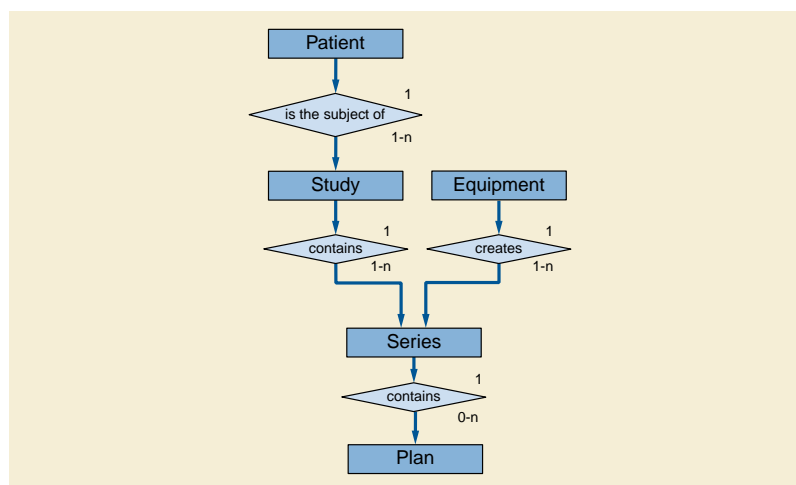 Patient
1
is the subject of
1-n
Study
Equipment
1
1
contains
creates
1-n
1-n
Series
1
contains
0-n
Plan